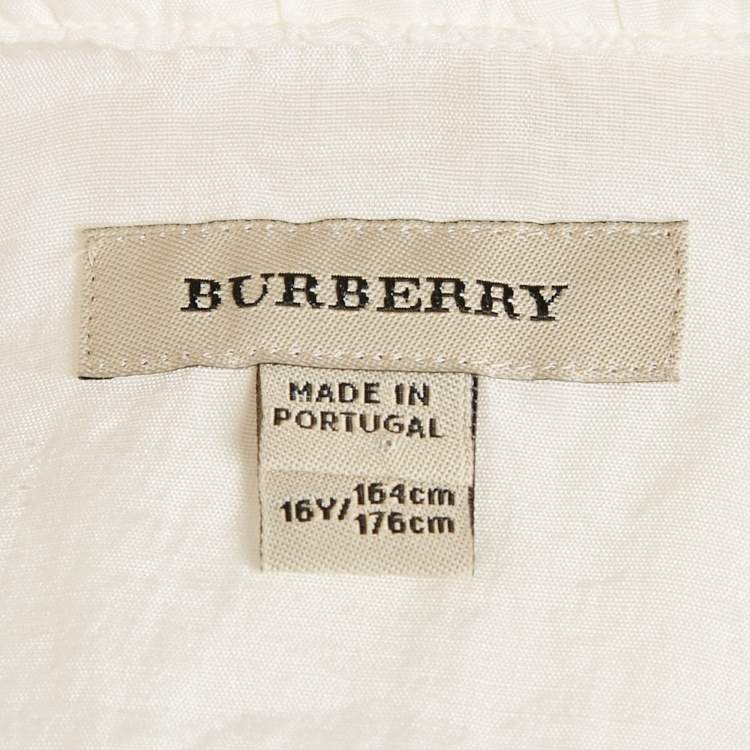 BURBERRY
MADE IN
PORTUGAL
16Y/164cm
176cm